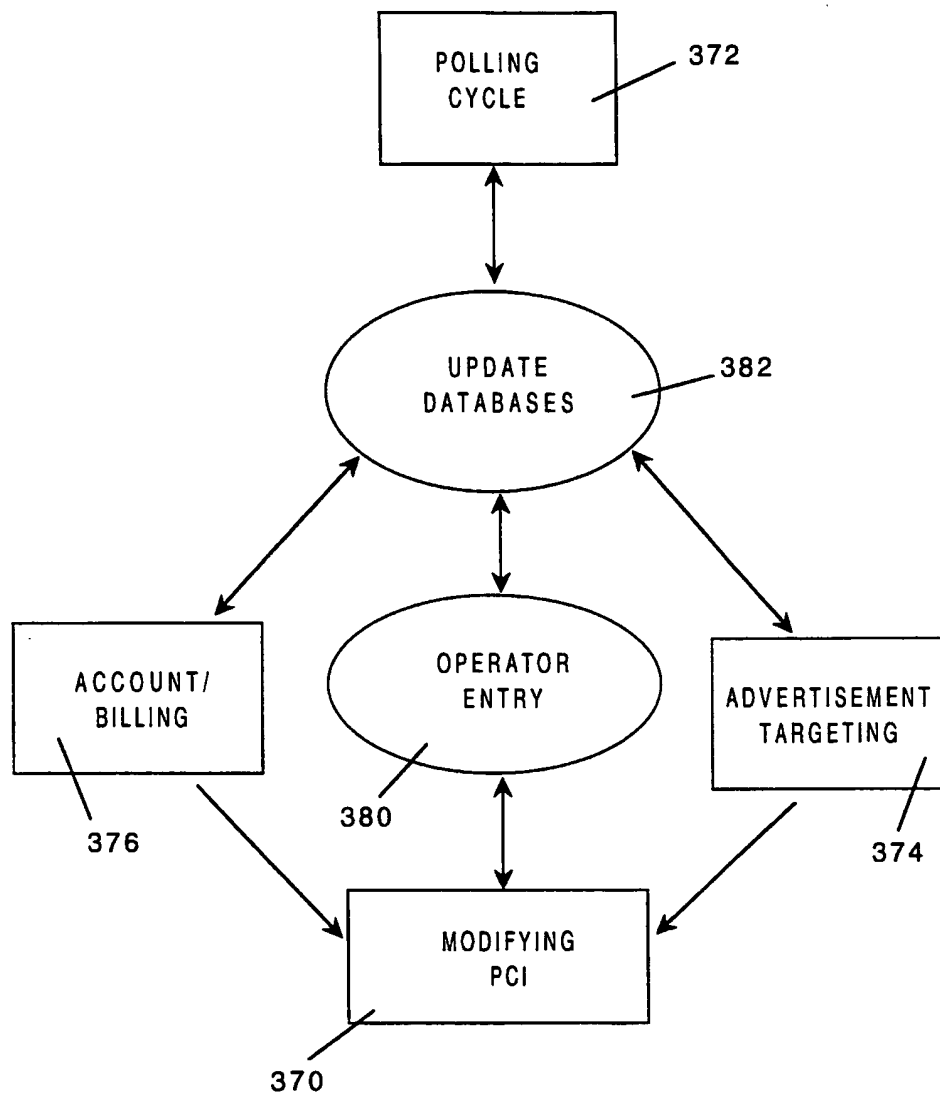 POLLING
CYCLE
372
UPDATE
DATABASES
382
ACCOUNT/
BILLING
376
OPERATOR
ENTRY
380
ADVERTISEMENT
TARGETING
374
MODIFYING
PCI
370